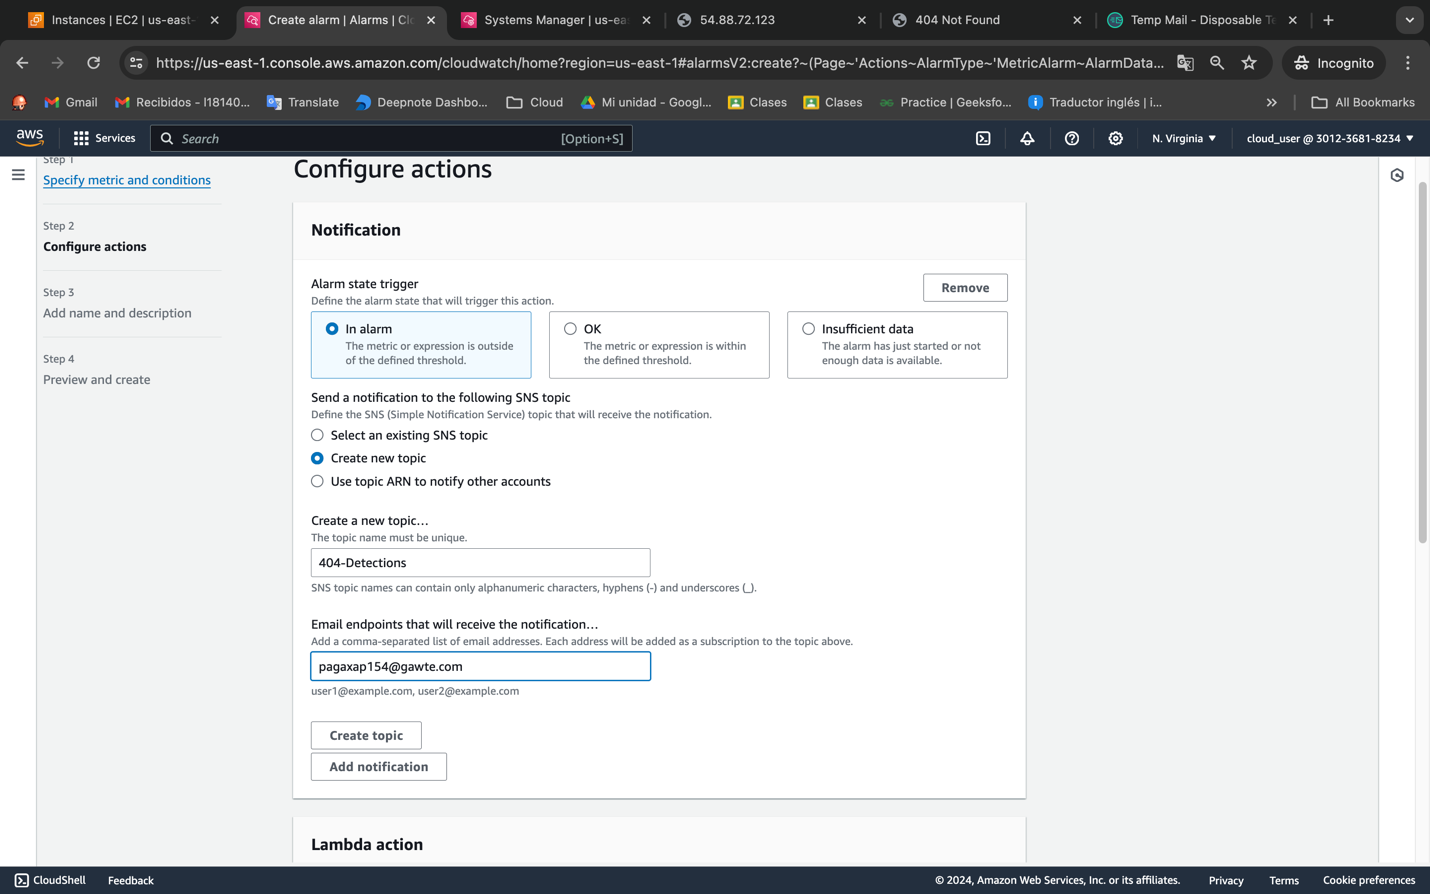 Instances | EC2 | us-east-
Create alarm | Alarms | Clo
Systems Manager | us-eas
54.88.72.123
404 Not Found
Temp Mail - Disposable Te
https://us-east-1.console.aws.amazon.com/cloudwatch/home?region=us-east-1#alarmsV2:create?~(Page~'Actions~AlarmType~'MetricAlarm~AlarmData...
Incognito
Gmail
Recibidos - l18140...
Translate
Deepnote Dashbo...
Cloud
Mi unidad - Googl...
Clases
Clases
Practice | Geeksfo...
Traductor inglés | i...
All Bookmarks
aws
Services
Search
[Option+S]
N. Virginia
cloud_user @ 3012-3681-8234
Step 1
Specify metric and conditions
Step 2
Configure actions
Step 3
Add name and description
Step 4
Preview and create
Configure actions
Notification
Alarm state trigger
Define the alarm state that will trigger this action.
Remove
In alarm
The metric or expression is outside
of the defined threshold.
OK
The metric or expression is within
the defined threshold.
Insufficient data
The alarm has just started or not
enough data is available.
Send a notification to the following SNS topic
Define the SNS (Simple Notification Service) topic that will receive the notification.
Select an existing SNS topic
Create new topic
Use topic ARN to notify other accounts
Create a new topic…
The topic name must be unique.
404-Detections
SNS topic names can contain only alphanumeric characters, hyphens (-) and underscores (_).
Email endpoints that will receive the notification…
Add a comma-separated list of email addresses. Each address will be added as a subscription to the topic above.
pagaxap154@gawte.com
user1@example.com, user2@example.com
Create topic
Add notification
Lambda action
CloudShell
Feedback
© 2024, Amazon Web Services, Inc. or its affiliates.
Privacy
Terms
Cookie preferences